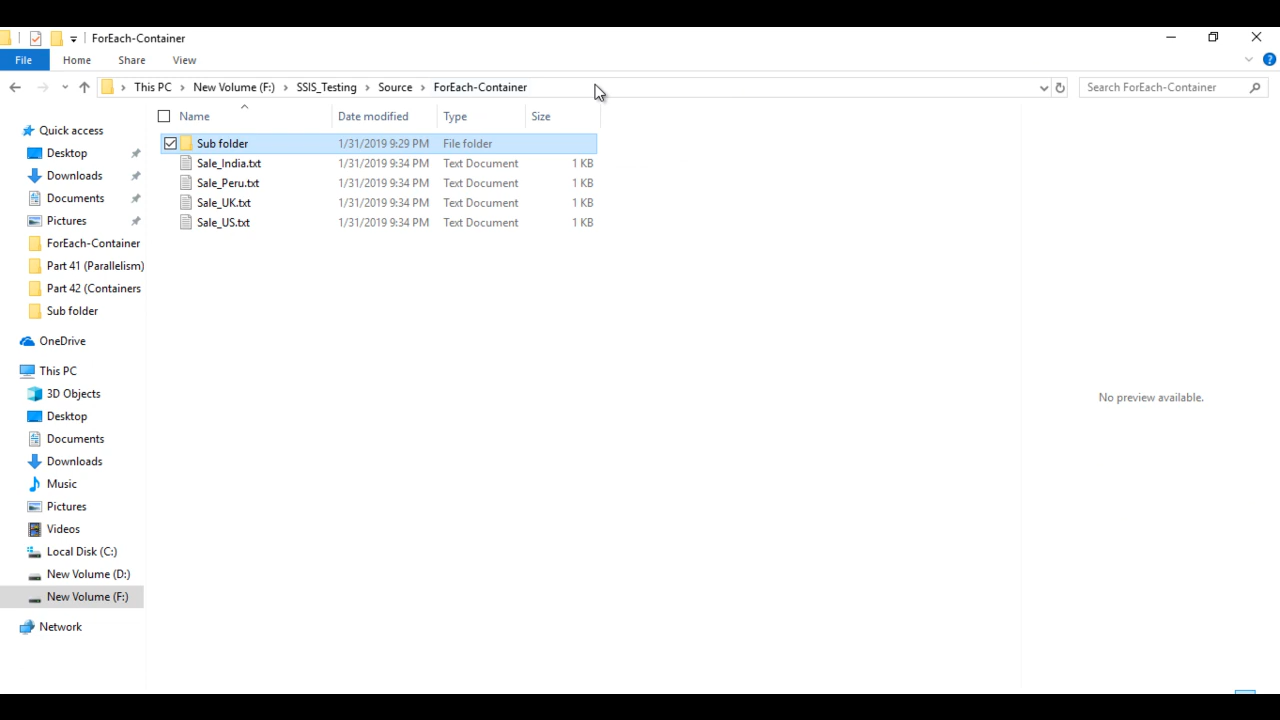 ForEach-Container
File Home Share View
This PC New Volume (F:) SSIS_Testing Source ForEach-Container Search ForEach-Container
Name Date modified Type Size
Sub folder 1/31/2019 9:29 PM File folder
Sale_India.txt 1/31/2019 9:34 PM Text Document 1 KB
Sale_Peru.txt 1/31/2019 9:34 PM Text Document 1 KB
Sale_UK.txt 1/31/2019 9:34 PM Text Document 1 KB
Sale_US.txt 1/31/2019 9:34 PM Text Document 1 KB
Quick access
Desktop
Downloads
Documents
Pictures
ForEach-Container
Part 41 (Parallelism)
Part 42 (Containers
Sub folder
OneDrive
This PC
3D Objects
Desktop
Documents
Downloads
Music
Pictures
Videos
Local Disk (C:)
New Volume (D:)
New Volume (F:)
Network
No preview available.